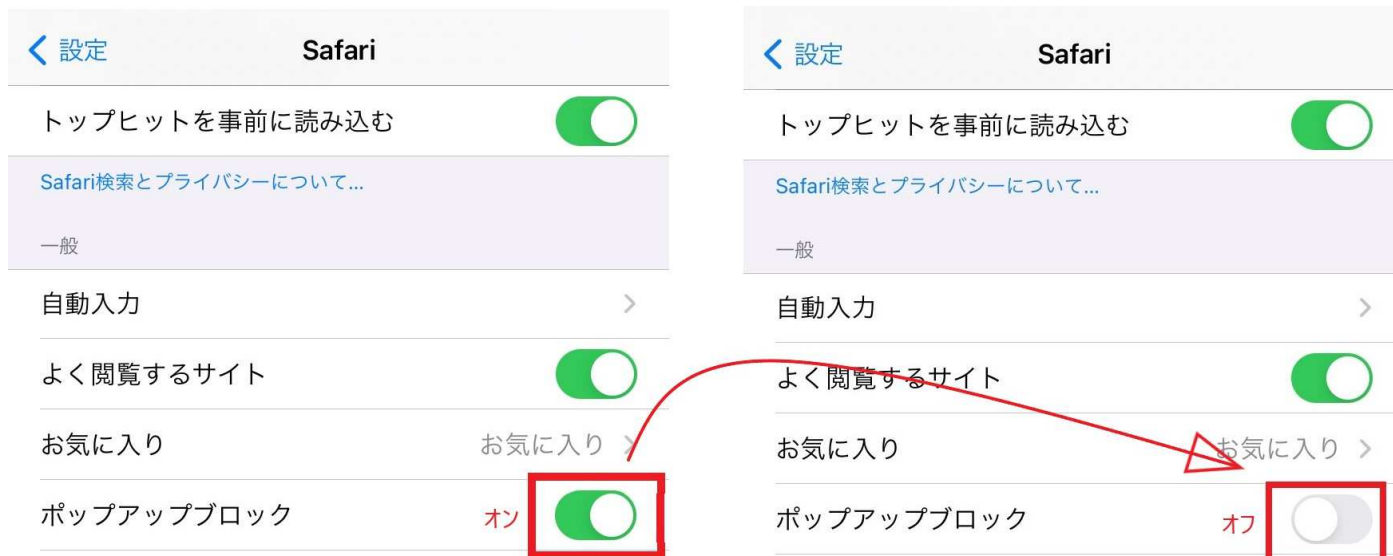 設定 Safari
トップヒットを事前に読み込む
Safari検索とプライバシーについて...
一般
自動入力
よく閲覧するサイト
お気に入り お気に入り
ポップアップブロック オン
設定 Safari
トップヒットを事前に読み込む
Safari検索とプライバシーについて...
一般
自動入力
よく閲覧するサイト
お気に入り お気に入り
ポップアップブロック オフ